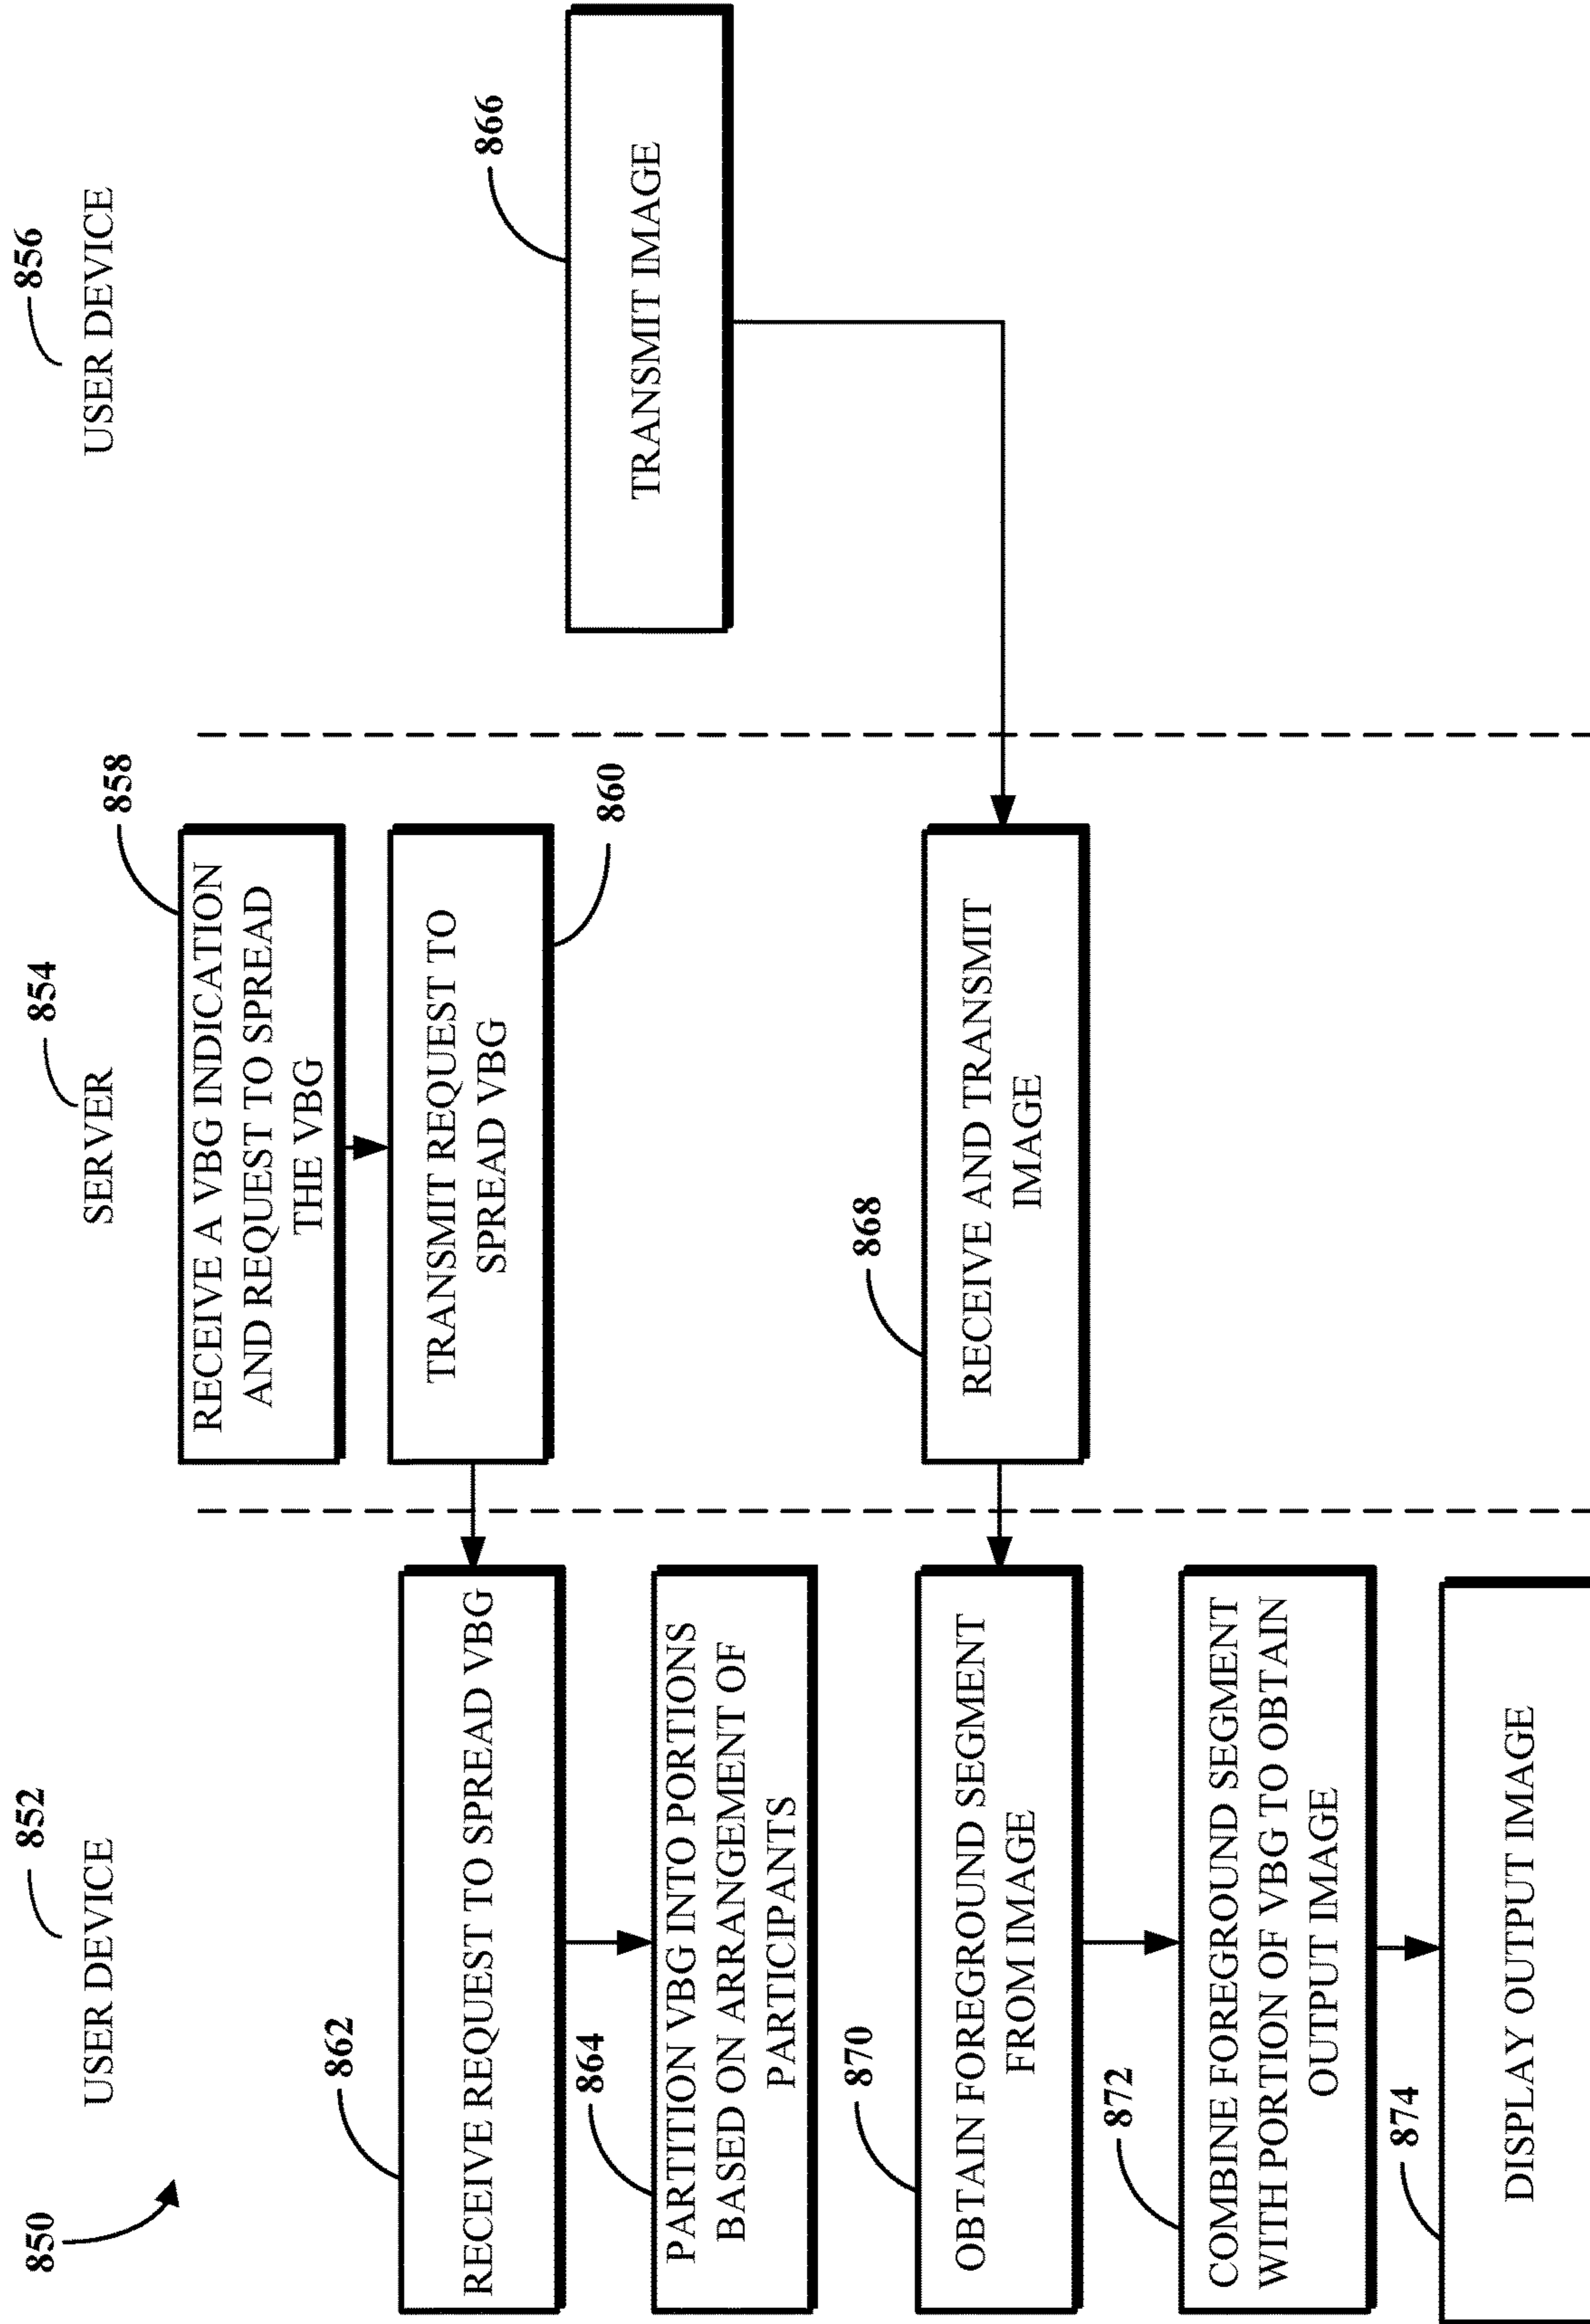 850
852
USER DEVICE
854
SERVER
856
USER DEVICE
858
RECEIVE A VBG INDICATION
AND REQUEST TO SPREAD
THE VBG
860
TRANSMIT REQUEST TO
SPREAD VBG
862
RECEIVE REQUEST TO SPREAD VBG
864
PARTITION VBG INTO PORTIONS
BASED ON ARRANGEMENT OF
PARTICIPANTS
866
TRANSMIT IMAGE
868
RECEIVE AND TRANSMIT
IMAGE
870
OBTAIN FOREGROUND SEGMENT
FROM IMAGE
872
COMBINE FOREGROUND SEGMENT
WITH PORTION OF VBG TO OBTAIN
OUTPUT IMAGE
874
DISPLAY OUTPUT IMAGE